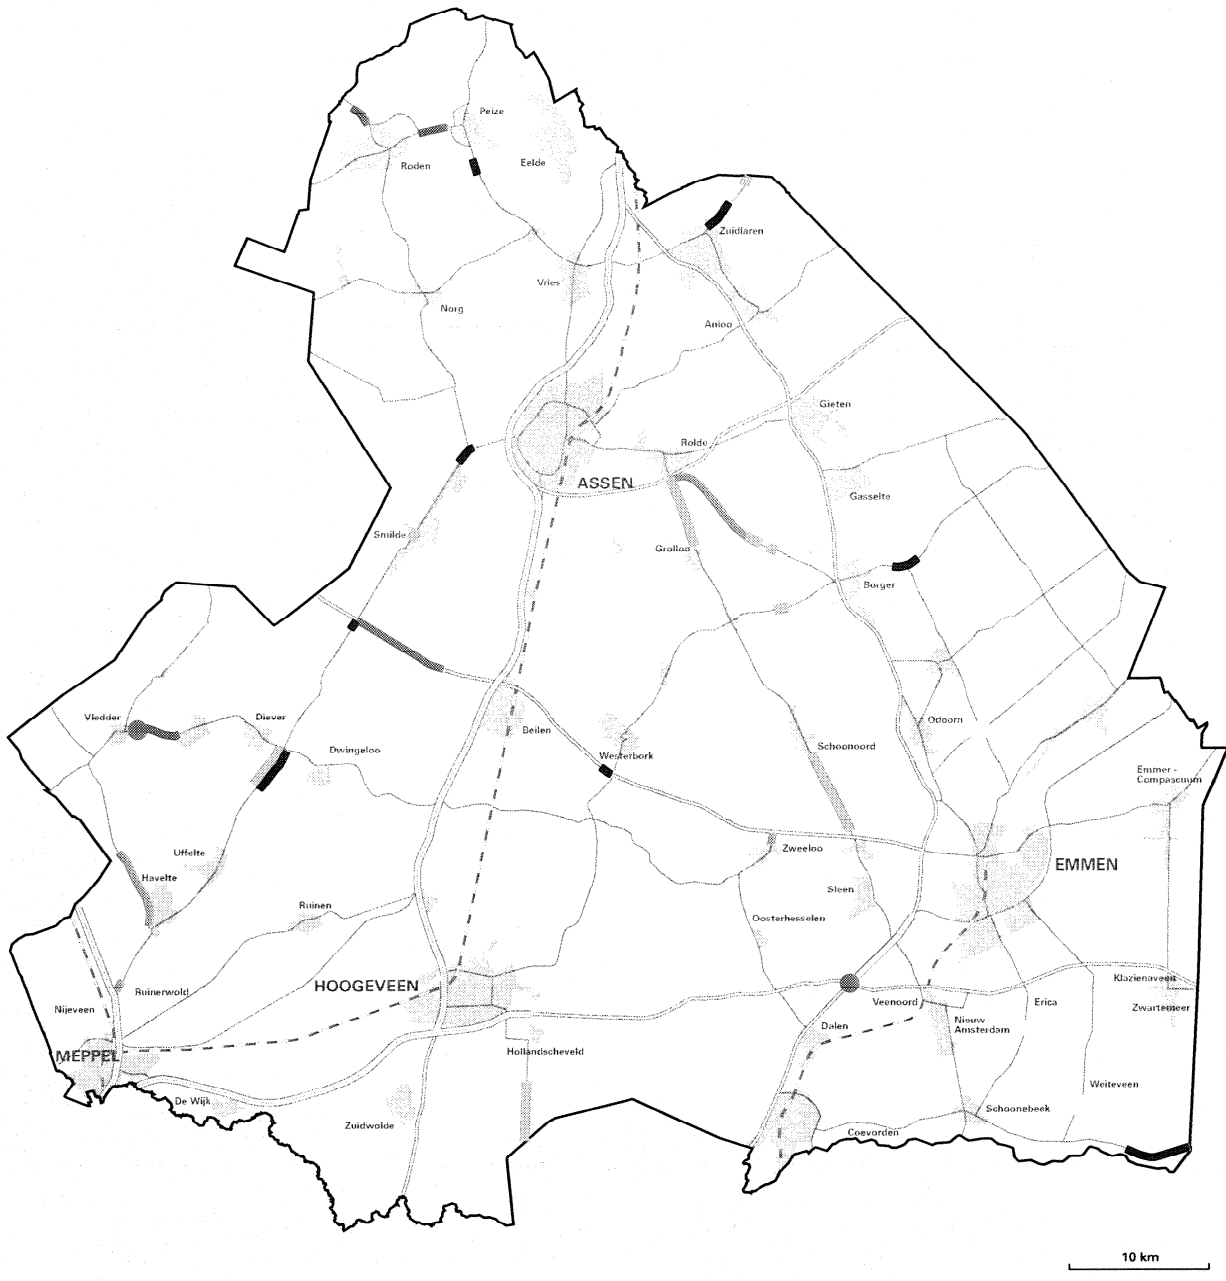 Peize
Roden
Eelde
Zuidlaren
Vries
Norg
Anloo
Gieten
Rolde
ASSEN
Gasselte
Smilde
Grolloo
Borger
Vledder
Diever
Odoorn
Dwingeloo
Beilen
Schoonoord
Westerbork
Emmer -
Compascuum
Zweeloo
Uffelte
EMMEN
Havelte
Sleen
Ruinen
Oosterhesselen
HOOGEVEEN
Klazienaveen
Ruinerwold
Veenoord
Erica
Zwartemeer
Nijeveen
Dalen
Nieuw
Amsterdam
MEPPEL
Hollandscheveld
Weiteveen
De Wijk
Schoonebeek
Zuidwolde
Coevorden
10 km